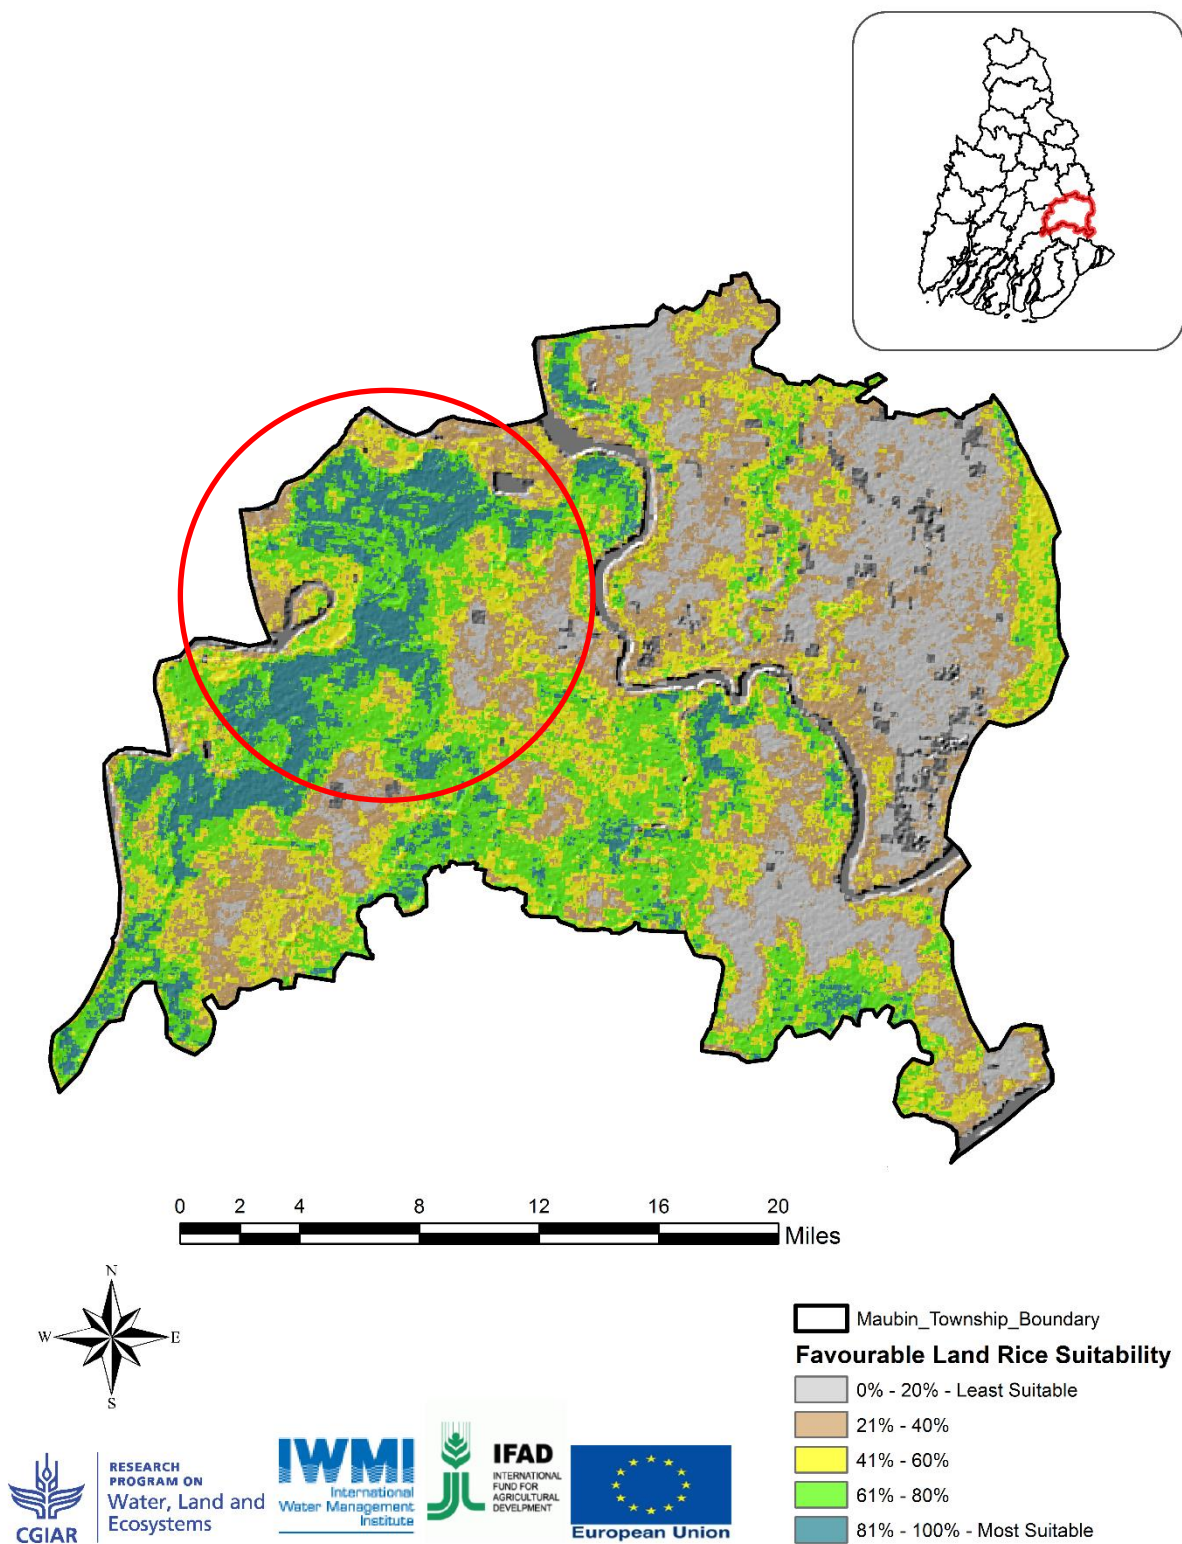 0 2 4 8 12 16 20
Miles
N
W E
S
Maubin_Township_Boundary
Favourable Land Rice Suitability
0% - 20% - Least Suitable
21% - 40%
41% - 60%
61% - 80%
81% - 100% - Most Suitable
CGIAR
RESEARCH
PROGRAM ON
Water, Land and
Ecosystems
IWMI
International
Water Management
Institute
IFAD
INTERNATIONAL
FUND FOR
AGRICULTURAL
DEVELPMENT
European Union